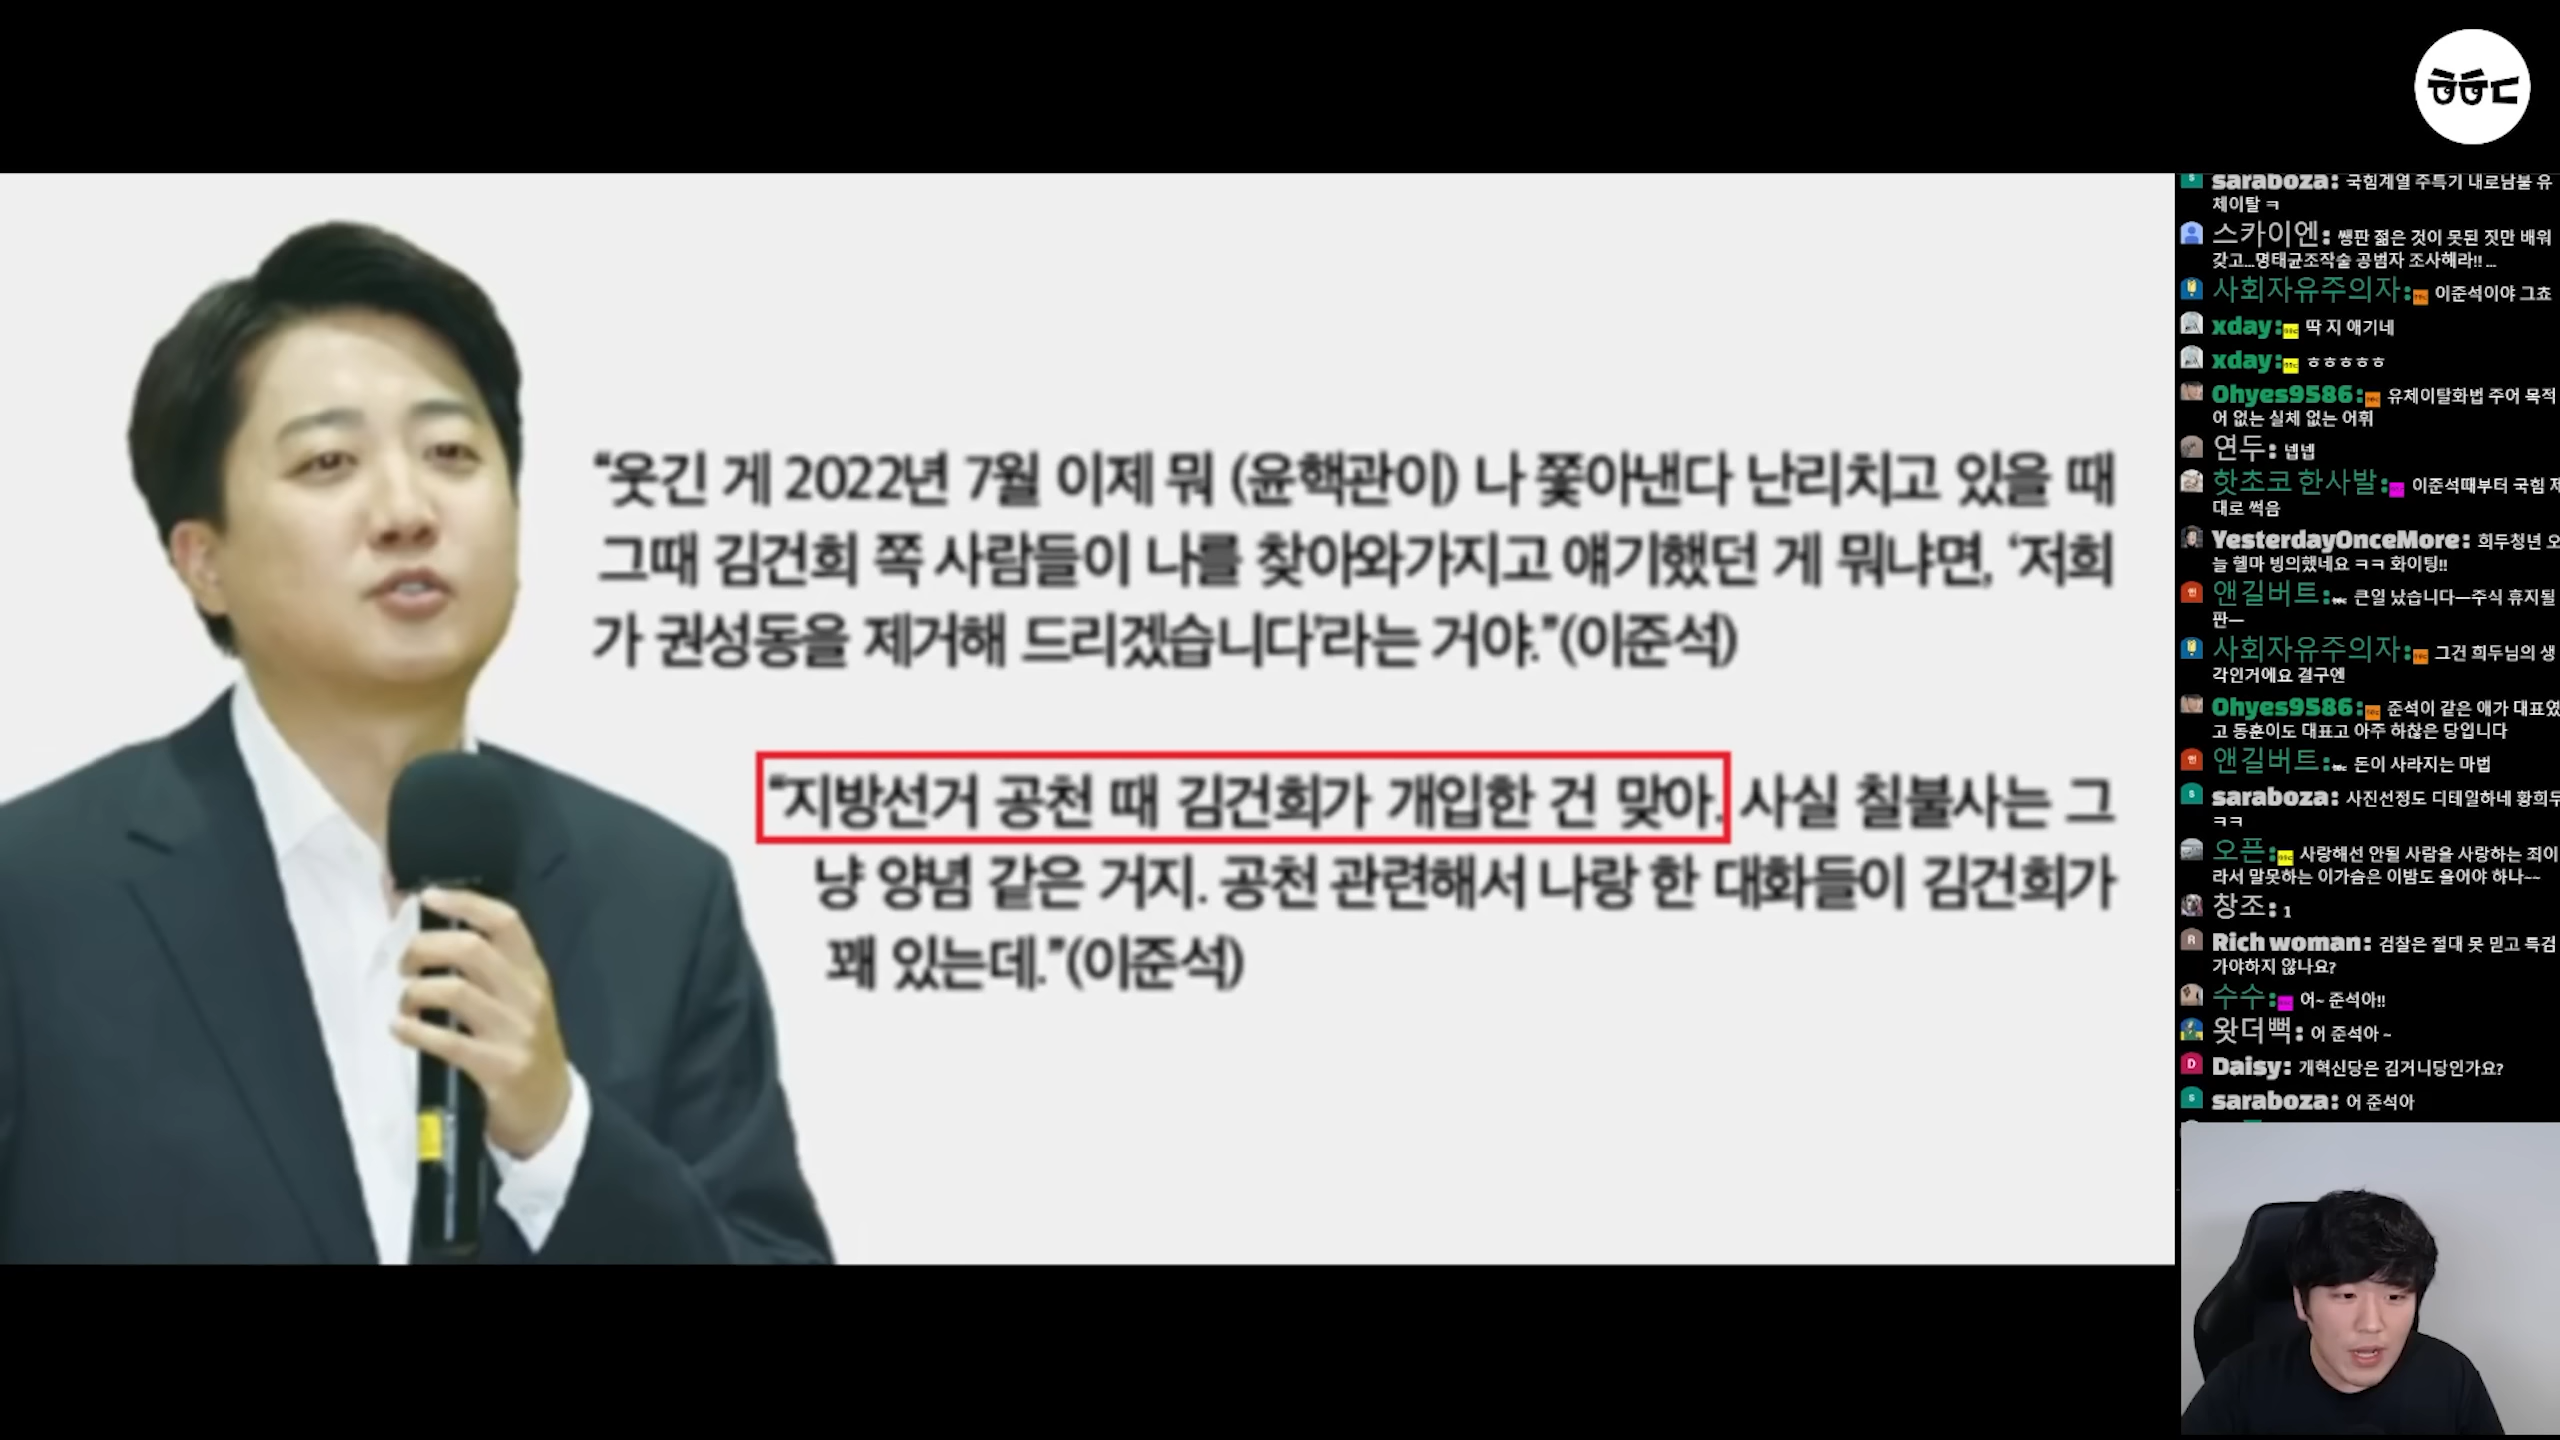 ㅎㅎㄷ
“웃긴 게 2022년 7월 이제 뭐 (윤핵관이) 나 쫓아낸다 난리치고 있을 때
그때 김건희 쪽 사람들이 나를 찾아와가지고 얘기했던 게 뭐냐면, ‘저희
가 권성동을 제거해 드리겠습니다’라는 거야.”(이준석)
“지방선거 공천 때 김건희가 개입한 건 맞아. 사실 칠불사는 그
냥 양념 같은 거지. 공천 관련해서 나랑 한 대화들이 김건희가
꽤 있는데.”(이준석)
saraboza: 국힘계열 주특기 내로남불 유
체이탈 ㅋ
스카이엔: 쌩판 젊은 것이 못된 짓만 배워
갖고...명태균조작술 공범자 조사해라!! ...
사회자유주의자: 이준석이야 그쵸
xday: 딱 지 얘기네
xday: ㅎㅎㅎㅎㅎ
Ohyes9586: 유체이탈화법 주어 목적
어 없는 실체 없는 어휘
연두: 넵넵
핫초코 한사발: 이준석때부터 국힘 제
대로 썩음
YesterdayOnceMore: 희두청년 오
늘 헬마 빙의했네요 ㅋㅋ 화이팅!!
앤길버트: 큰일 났습니다—주식 휴지될
판—
사회자유주의자: 그건 희두님의 생
각인거에요 결구엔
Ohyes9586: 준석이 같은 애가 대표였
고 동훈이도 대표고 아주 하찮은 당입니다
앤길버트: 돈이 사라지는 마법
saraboza: 사진선정도 디테일하네 황희두
ㅋㅋ
오픈: 사랑해선 안될 사람을 사랑하는 죄이
라서 말못하는 이가슴은 이밤도 울어야 하나~~
창조: 1
Rich woman: 검찰은 절대 못 믿고 특검
가야하지 않나요?
수수: 어~ 준석아!!
왓더뻑: 어 준석아 ~
Daisy: 개혁신당은 김거니당인가요?
saraboza: 어 준석아